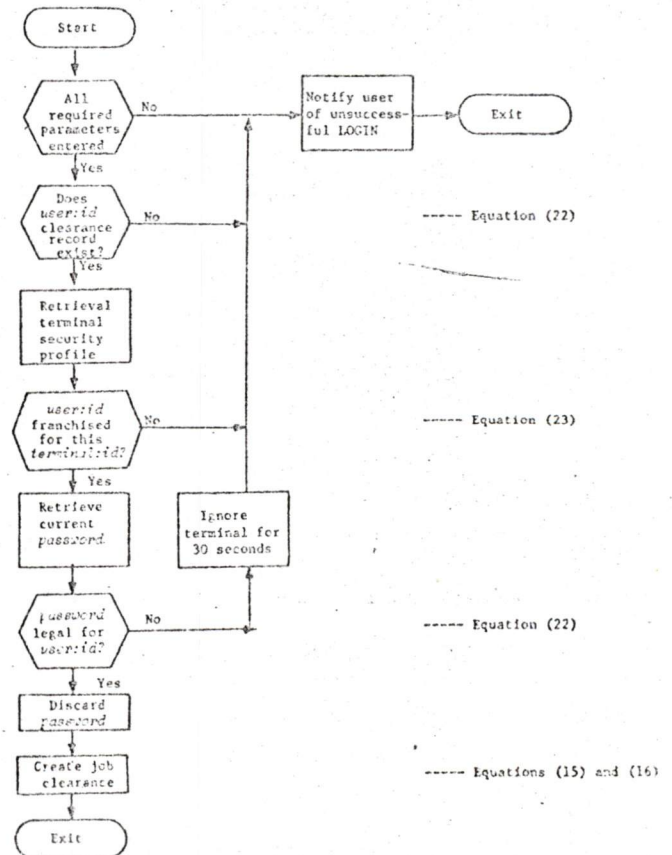 Start
All
required
parameters
entered
No
Notify user
of unsuccess-
ful LOGIN
Exit
Yes
Does
user:id
clearance
record
exist?
No
----- Equation (22)
Yes
Retrieval
terminal
security
profile
user:id
franchised
for this
terminal:id?
No
----- Equation (23)
Yes
Retrieve
current
password
Ignore
terminal for
30 seconds
password
legal for
user:id?
No
----- Equation (22)
Yes
Discard
password
Create job
clearance
----- Equations (15) and (16)
Exit